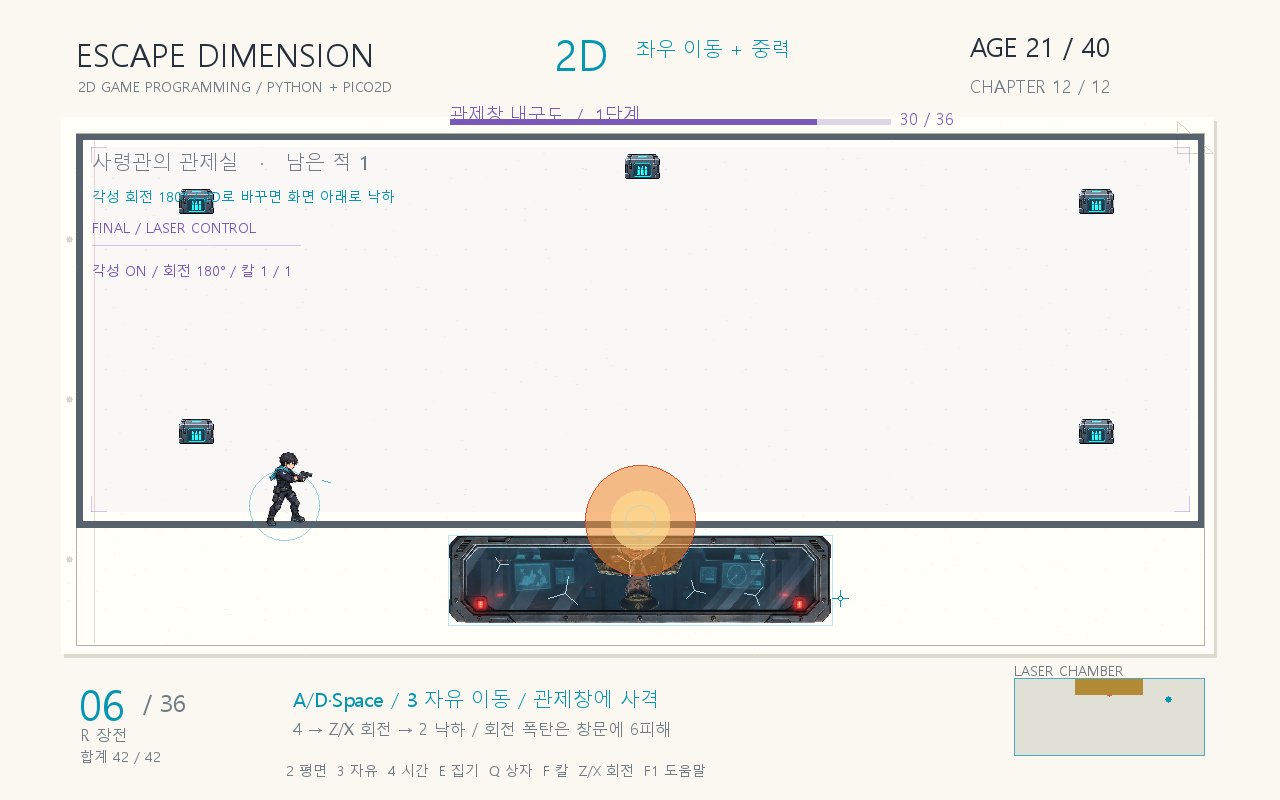 ESCAPE DIMENSION
2D GAME PROGRAMMING / PYTHON + PICO2D
2D 좌우 이동 + 중력
AGE 21 / 40
CHAPTER 12 / 12
관제창 내구도 / 1단계
30 / 36
사령관의 관제실 · 남은 적 1
각성 회전 180 D로 바꾸면 화면 아래로 낙하
FINAL / LASER CONTROL
각성 ON / 회전 180° / 칼 1 / 1
06 / 36
R 장전
합계 42 / 42
A/D·Space / 3 자유 이동 / 관제창에 사격
4 → Z/X 회전 → 2 낙하 / 회전 폭탄은 창문에 6피해
2 평면 3 자유 4 시간 E 집기 Q 상자 F 칼 Z/X 회전 F1 도움말
LASER CHAMBER